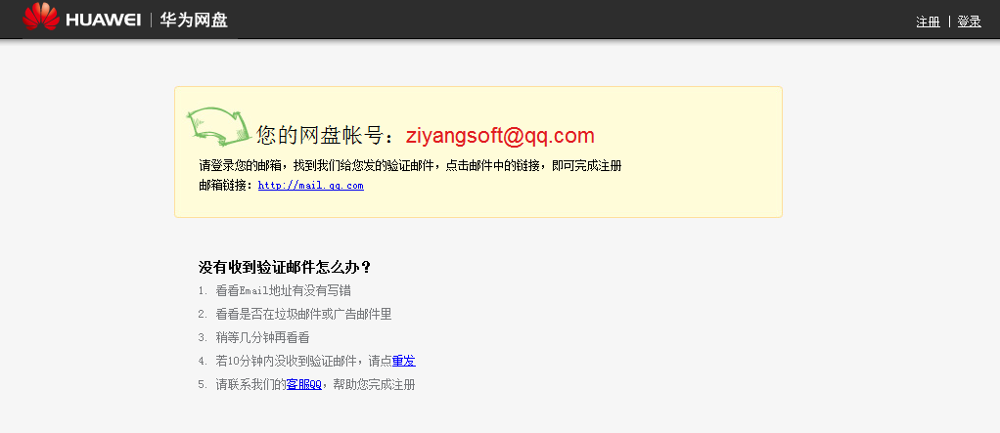 HUAWEI | 华为网盘
注册 | 登录
您的网盘帐号：ziyangsoft@qq.com
请登录您的邮箱，找到我们给您发的验证邮件，点击邮件中的链接，即可完成注册
邮箱链接：http://mail.qq.com
没有收到验证邮件怎么办？
1. 看看Email地址有没有写错
2. 看看是否在垃圾邮件或广告邮件里
3. 稍等几分钟再看看
4. 若10分钟内没收到验证邮件，请点重发
5. 请联系我们的客服QQ，帮助您完成注册